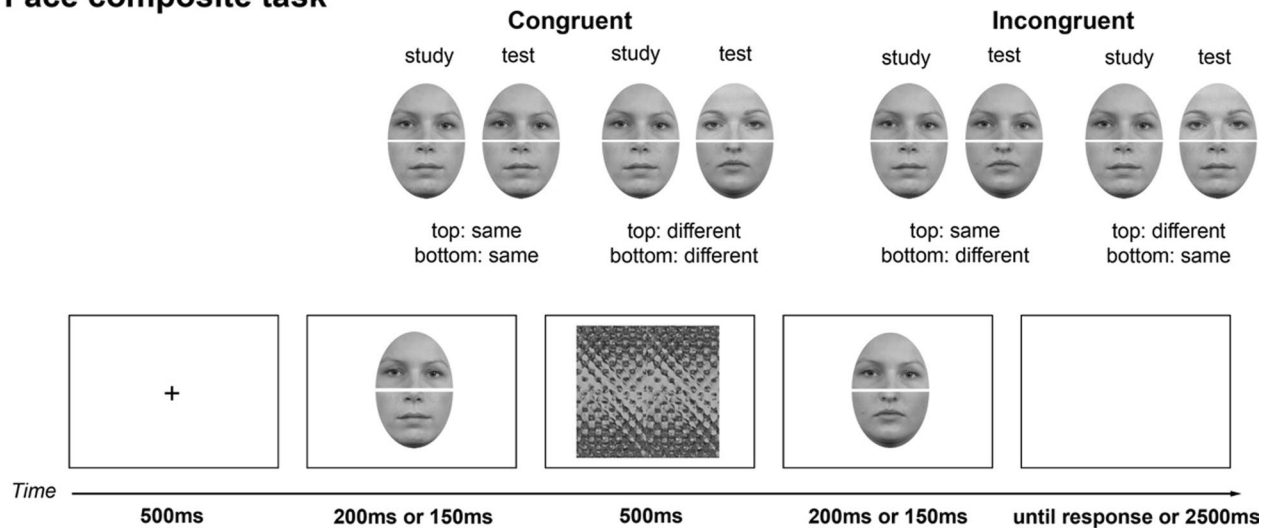 Face composite task
Congruent
Incongruent
study test study test
study test study test
top: same
bottom: same
top: different
bottom: different
top: same
bottom: different
top: different
bottom: same
+
Time
500ms
200ms or 150ms
500ms
200ms or 150ms
until response or 2500ms